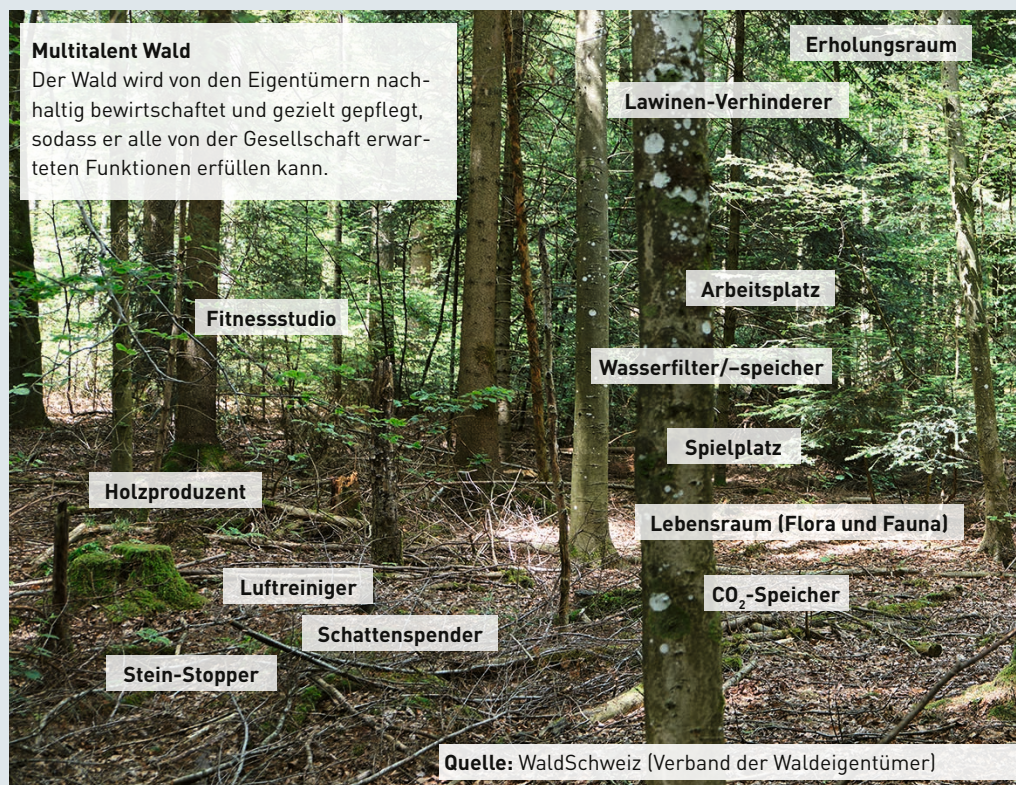 Multitalent Wald
Der Wald wird von den Eigentümern nach-
haltig bewirtschaftet und gezielt gepflegt,
sodass er alle von der Gesellschaft erwar-
teten Funktionen erfüllen kann.
Erholungsraum
Lawinen-Verhinderer
Arbeitsplatz
Fitnessstudio
Wasserfilter/–speicher
Spielplatz
Holzproduzent
Lebensraum (Flora und Fauna)
Luftreiniger
CO₂-Speicher
Schattenspender
Stein-Stopper
Quelle: WaldSchweiz (Verband der Waldeigentümer)